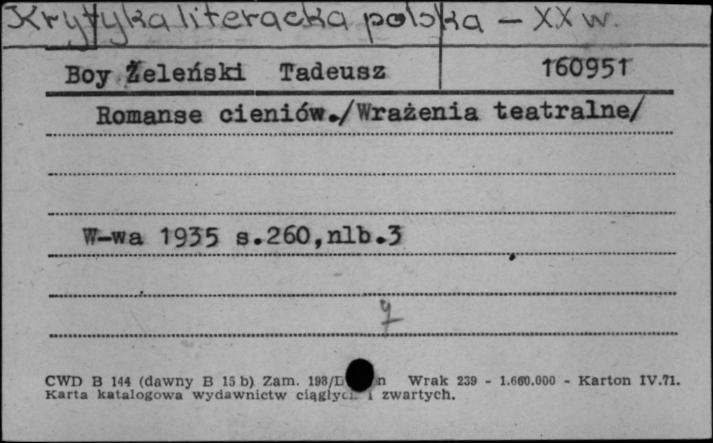 Krytyka literacka polska - XX w.
Boy Żeleński Tadeusz 160951
Romanse cieniów./Wrażenia teatralne/
W-wa 1935 s.260,nlb.3
CWD B 144 (dawny B 15 b) Zam. 198/ Wrak 239 - 1.660.000 - Karton IV.71.
Karta katalogowa wydawnictw ciągłych i zwartych.